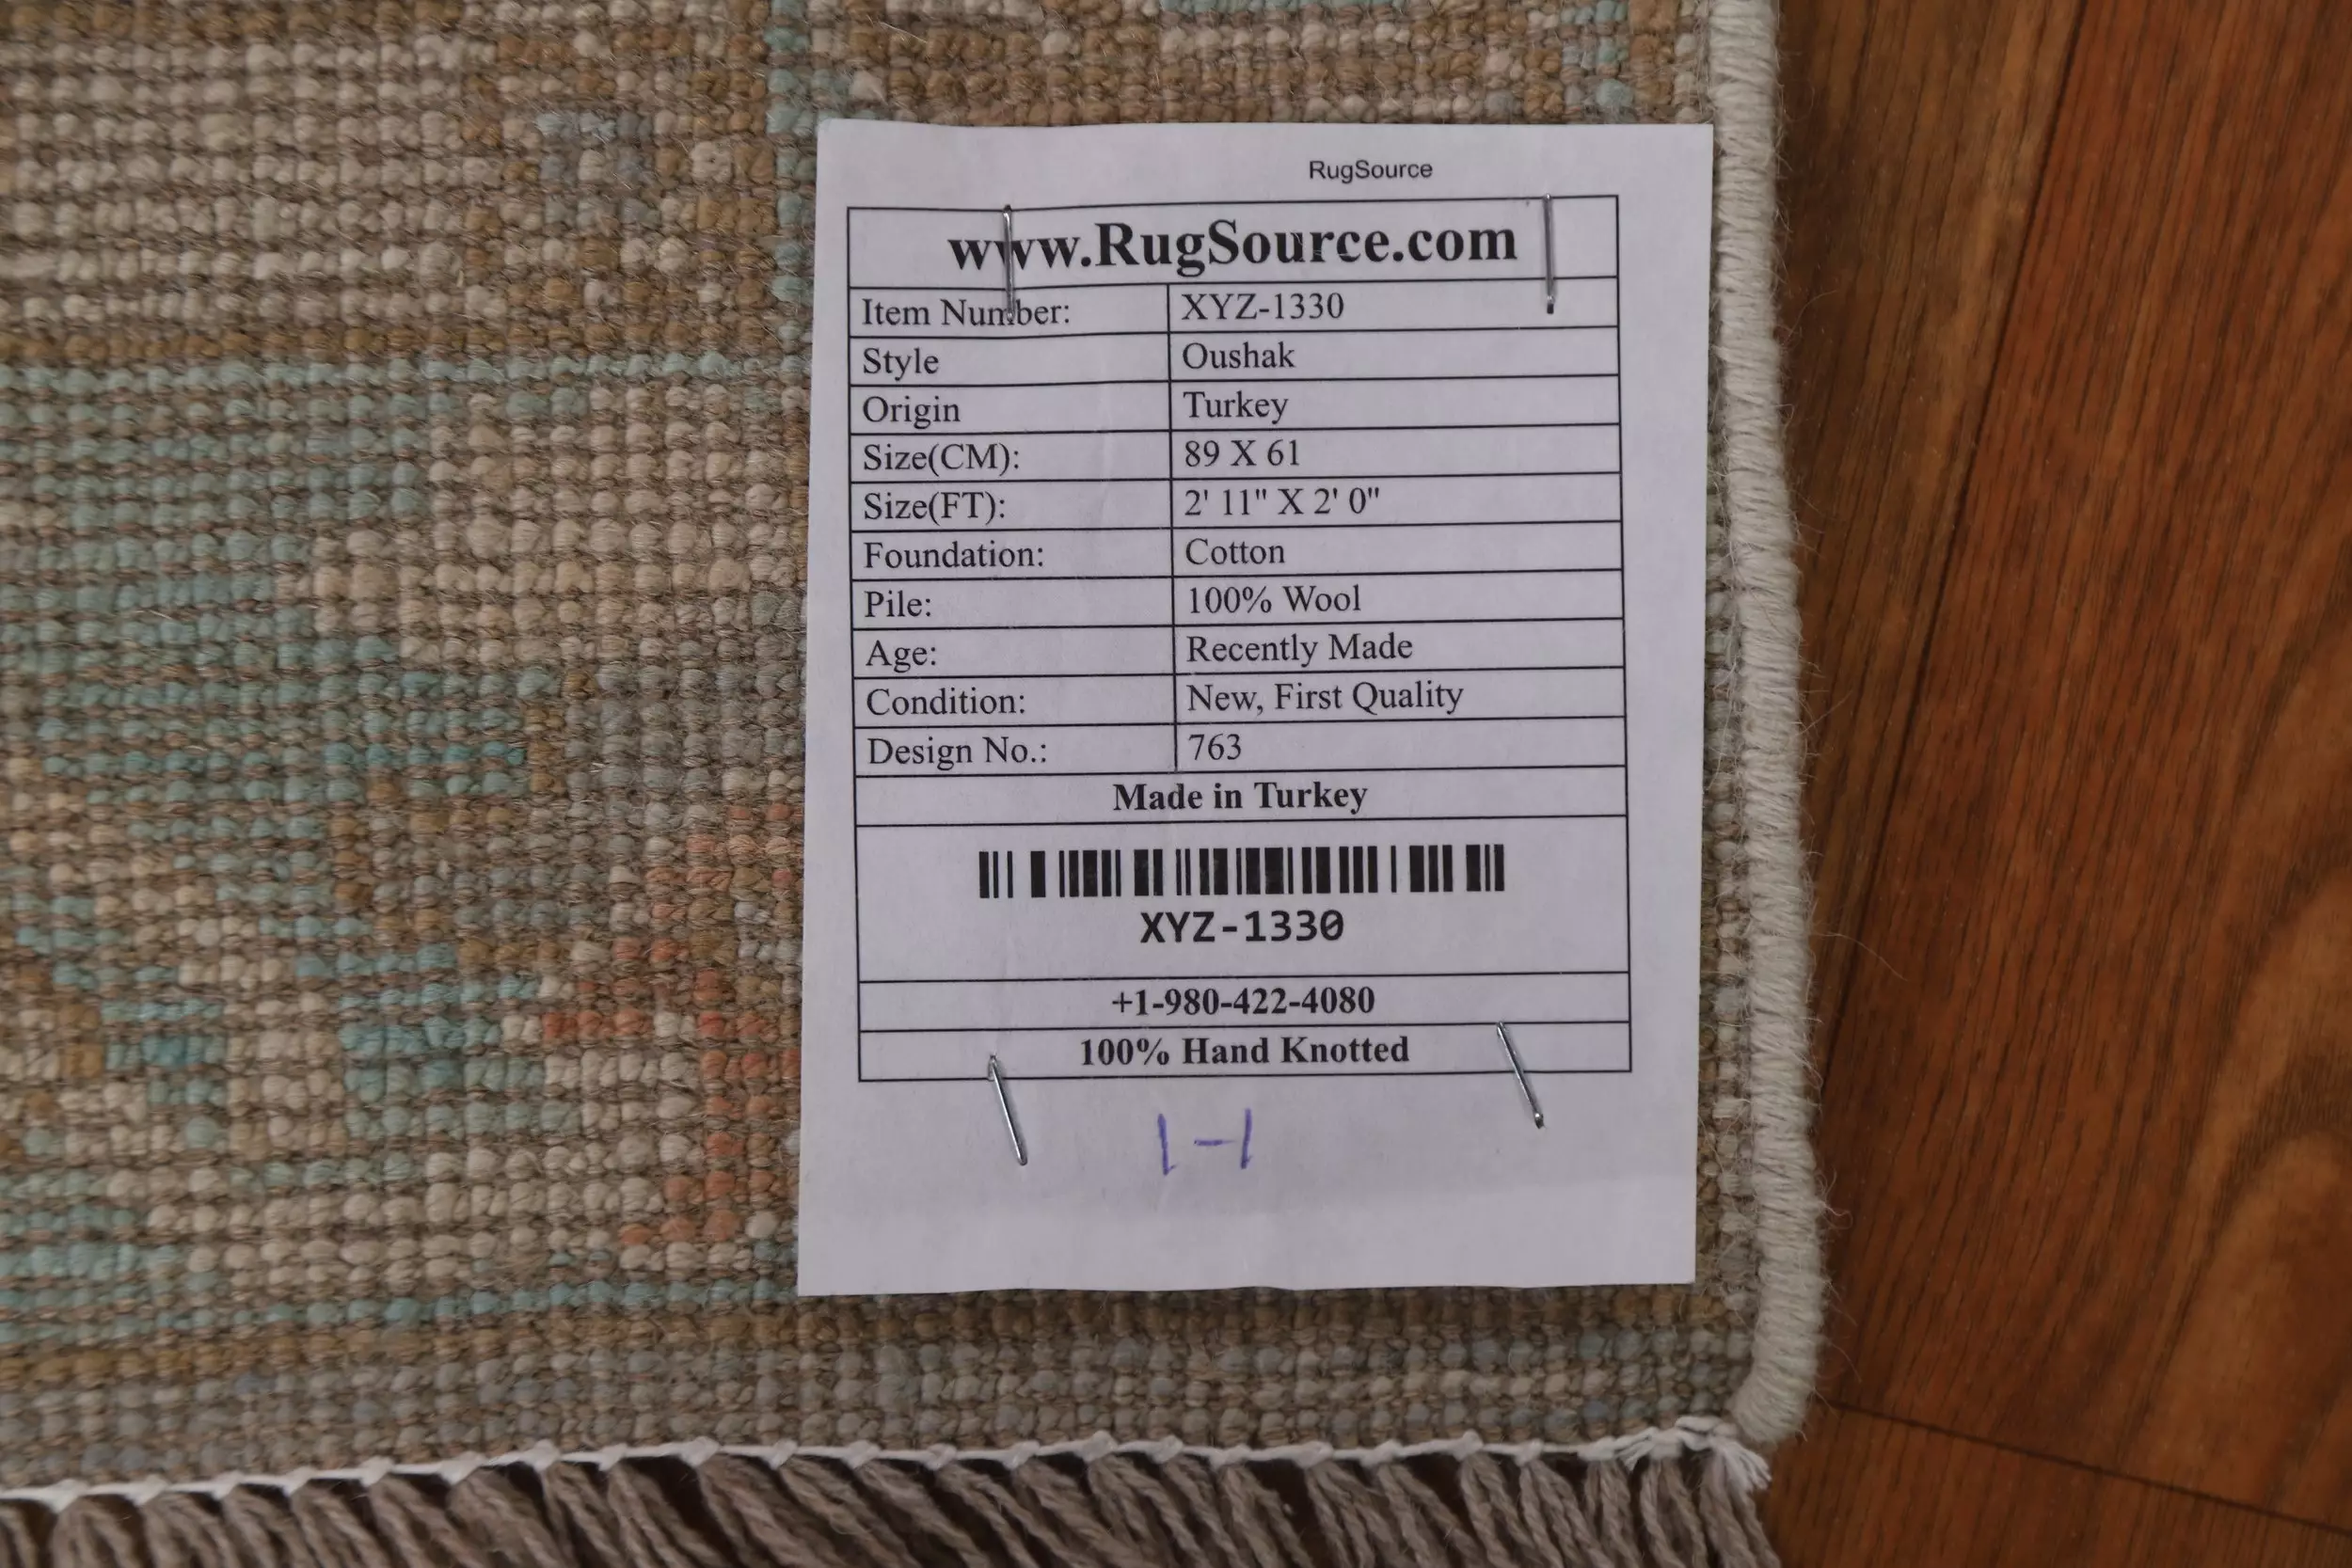 RugSource
www.RugSource.com
Item Number: XYZ-1330
Style Oushak
Origin Turkey
Size(CM): 89 X 61
Size(FT): 2' 11" X 2' 0"
Foundation: Cotton
Pile: 100% Wool
Age: Recently Made
Condition: New, First Quality
Design No.: 763
Made in Turkey
XYZ-1330
+1-980-422-4080
100% Hand Knotted
1-1